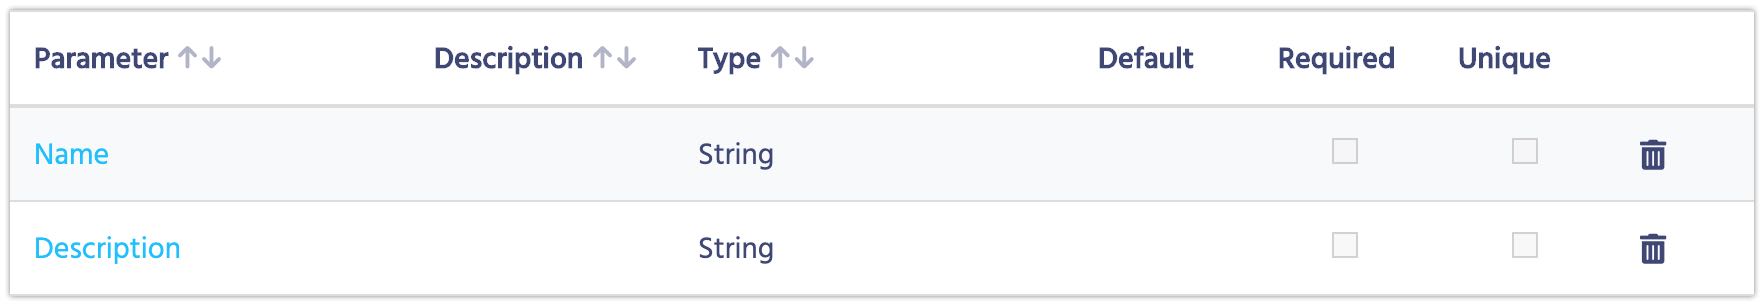 Parameter Description Type Default Required Unique
Name String
Description String